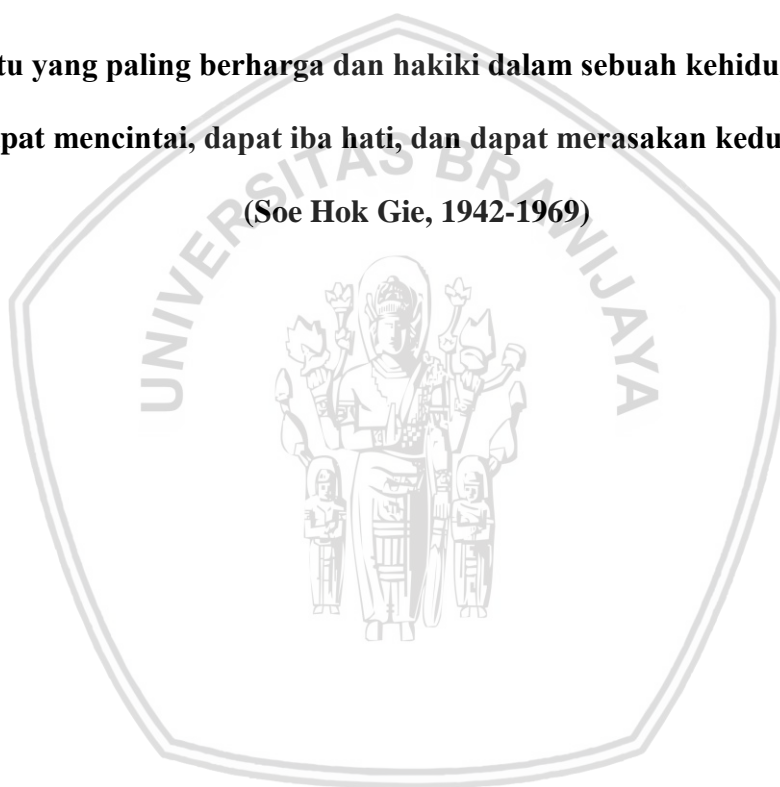 tu yang paling berharga dan hakiki dalam sebuah kehidu
pat mencintai, dapat iba hati, dan dapat merasakan kedu
(Soe Hok Gie, 1942-1969)
UNIVERSITAS BRAWIJAYA